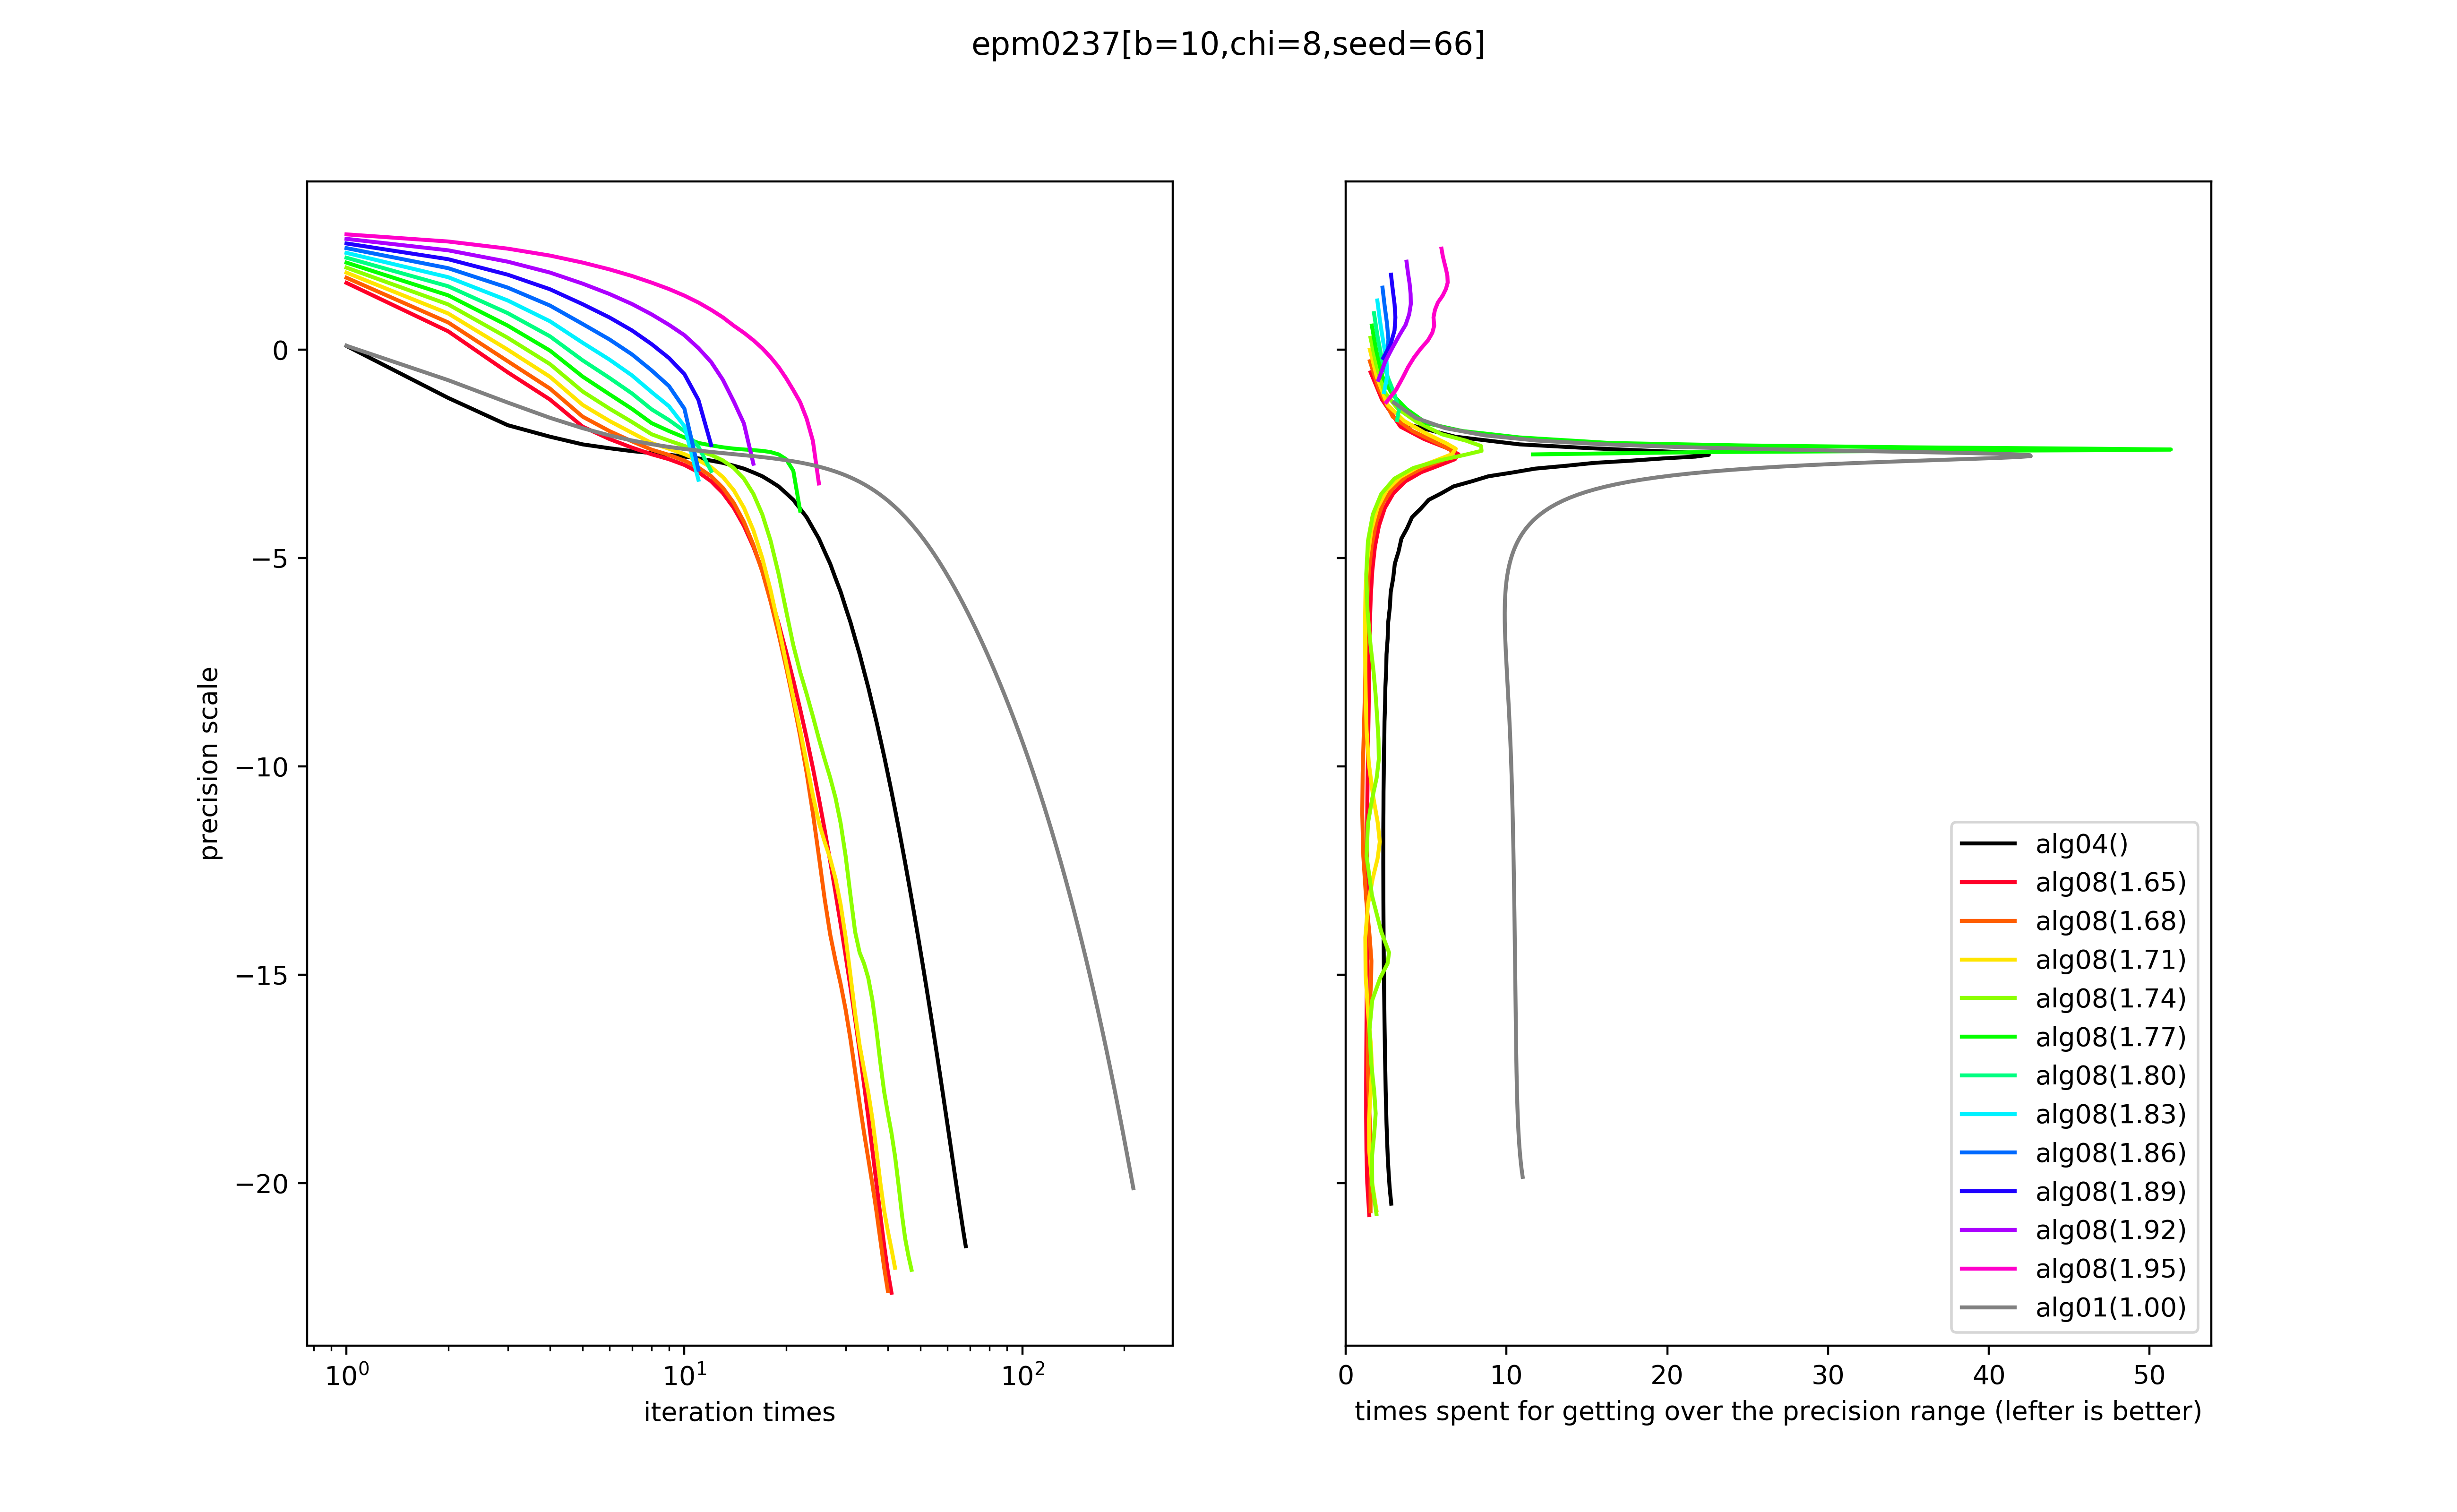 epm0237[b=10,chi=8,seed=66]
precision scale
0
−5
−10
−15
−20
10⁰
10¹
10²
iteration times
0
10
20
30
40
50
times spent for getting over the precision range (lefter is better)
alg04()
alg08(1.65)
alg08(1.68)
alg08(1.71)
alg08(1.74)
alg08(1.77)
alg08(1.80)
alg08(1.83)
alg08(1.86)
alg08(1.89)
alg08(1.92)
alg08(1.95)
alg01(1.00)